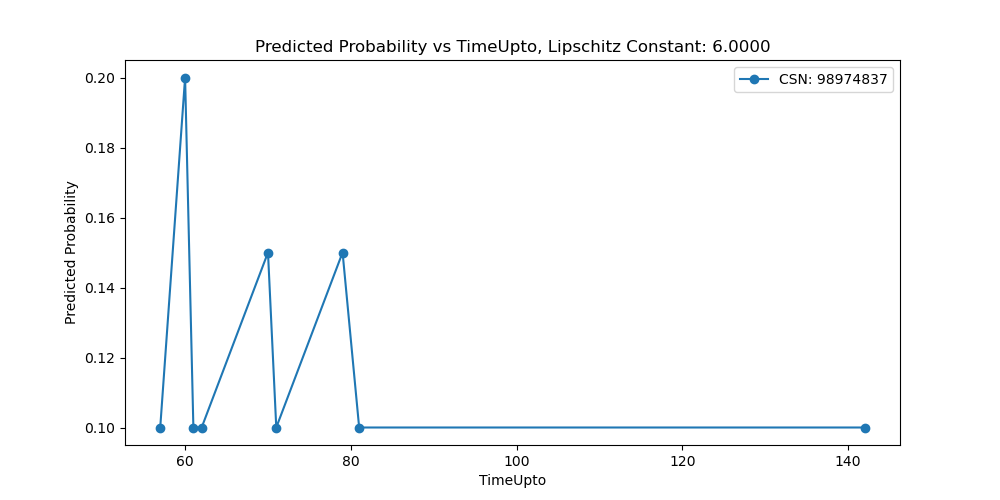 Predicted Probability vs TimeUpto, Lipschitz Constant: 6.0000
CSN: 98974837
Predicted Probability
0.20
0.18
0.16
0.14
0.12
0.10
60
80
100
120
140
TimeUpto